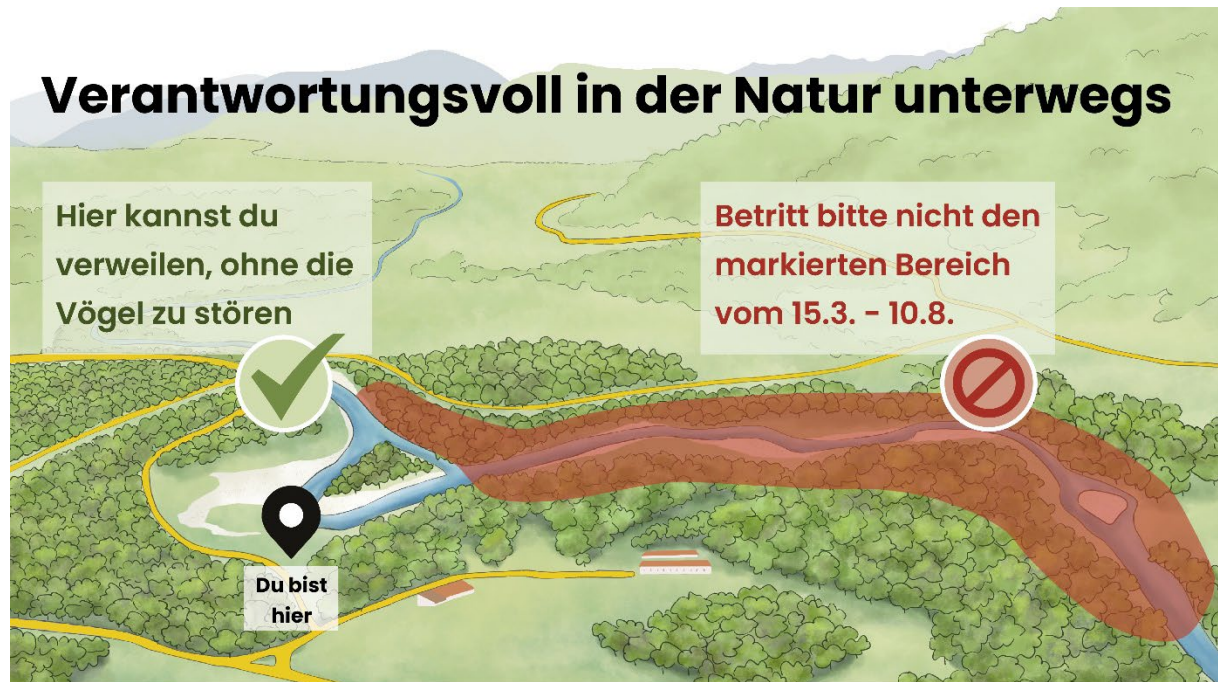 Verantwortungsvoll in der Natur unterwegs
Hier kannst du
verweilen, ohne die
Vögel zu stören
Betritt bitte nicht den
markierten Bereich
vom 15.3. - 10.8.
Du bist
hier